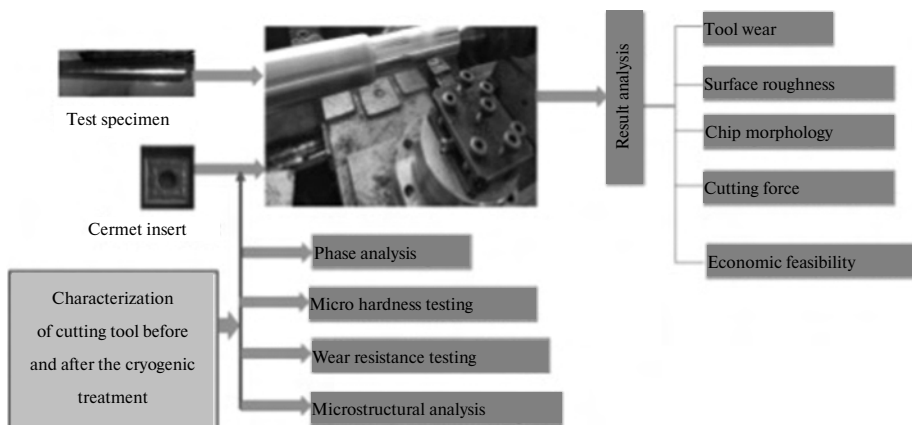 Test specimen
Cermet insert
Characterization
of cutting tool before
and after the cryogenic
treatment
Phase analysis
Micro hardness testing
Wear resistance testing
Microstructural analysis
Result analysis
Tool wear
Surface roughness
Chip morphology
Cutting force
Economic feasibility